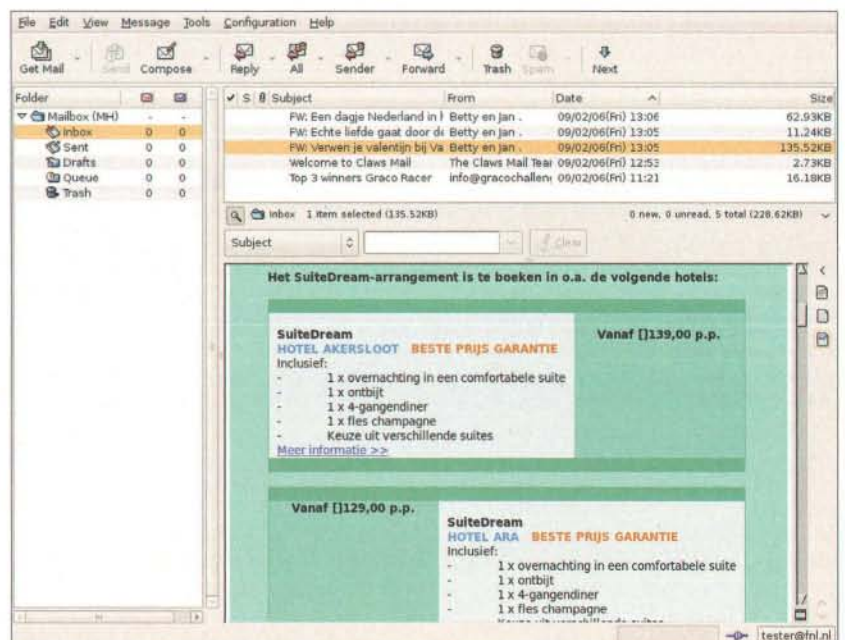 File Edit View Message Tools Configuration Help
Get Mail Send Compose Reply All Sender Forward Trash Spam Next
Folder
Mailbox (MH) - -
Inbox 0 0
Sent 0 0
Drafts 0 0
Queue 0 0
Trash 0 0
✔ S Subject From Date Size
FW: Een dagje Nederland in Betty en Jan . 09/02/06(Fri) 13:06 62.93KB
FW: Echte liefde gaat door de Betty en Jan . 09/02/06(Fri) 13:05 11.24KB
FW: Verwen je valentijn bij Va Betty en Jan . 09/02/06(Fri) 13:05 135.52KB
Welcome to Claws Mail The Claws Mail Tear 09/02/06(Fri) 12:53 2.73KB
Top 3 winners Graco Racer info@gracochallen 09/02/06(Fri) 11:21 16.18KB
Inbox 1 item selected (135.52KB) 0 new, 0 unread, 5 total (228.62KB)
Subject Clear
Het SuiteDream-arrangement is te boeken in o.a. de volgende hotels:
SuiteDream Vanaf []139,00 p.p.
HOTEL AKERSLOOT BESTE PRIJS GARANTIE
Inclusief:
- 1 x overnachting in een comfortabele suite
- 1 x ontbijt
- 1 x 4-gangendiner
- 1 x fles champagne
- Keuze uit verschillende suites
Meer informatie >>
Vanaf []129,00 p.p.
SuiteDream
HOTEL ARA BESTE PRIJS GARANTIE
Inclusief:
- 1 x overnachting in een comfortabele suite
- 1 x ontbijt
- 1 x 4-gangendiner
- 1 x fles champagne
- Keuze uit verschillende suites
tester@fnl.nl